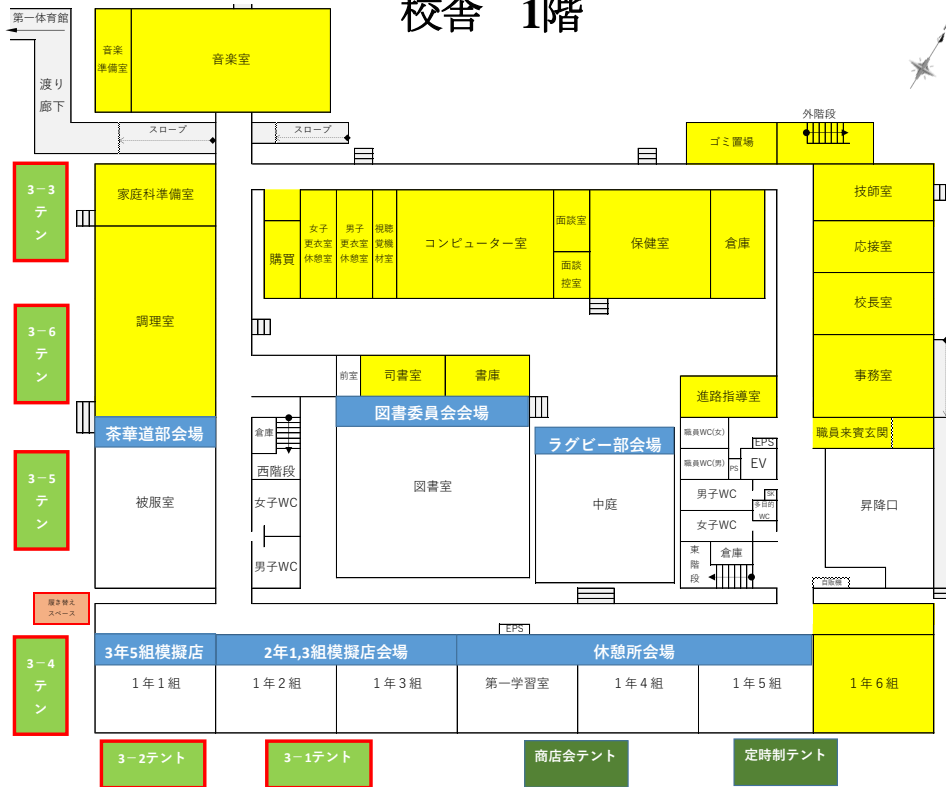 校舎　1階
第一体育館
渡り
廊下
音楽
準備室
音楽室
スロープ
スロープ
外階段
ゴミ置場
3－3
テ
ン
家庭科準備室
技師室
女子
更衣室
休憩室
男子
更衣室
休憩室
視聴
覚機
材室
コンピューター室
面談室
面談
控室
保健室
倉庫
購買
応接室
校長室
3－6
テ
ン
調理室
事務室
前室
司書室
書庫
進路指導室
茶華道部会場
図書委員会会場
ラグビー部会場
職員来賓玄関
倉庫
西階段
職員WC(女)
EPS
職員WC(男)
PS
EV
3－5
テ
ン
被服室
女子WC
図書室
中庭
男子WC
SK
多目的
WC
女子WC
昇降口
男子WC
東
階
段
倉庫
自販機
履き替え
スペース
EPS
3－4
テ
ン
3年5組模擬店
2年1,3組模擬店会場
休憩所会場
1年1組
1年2組
1年3組
第一学習室
1年4組
1年5組
1年6組
3－2テント
3－1テント
商店会テント
定時制テント